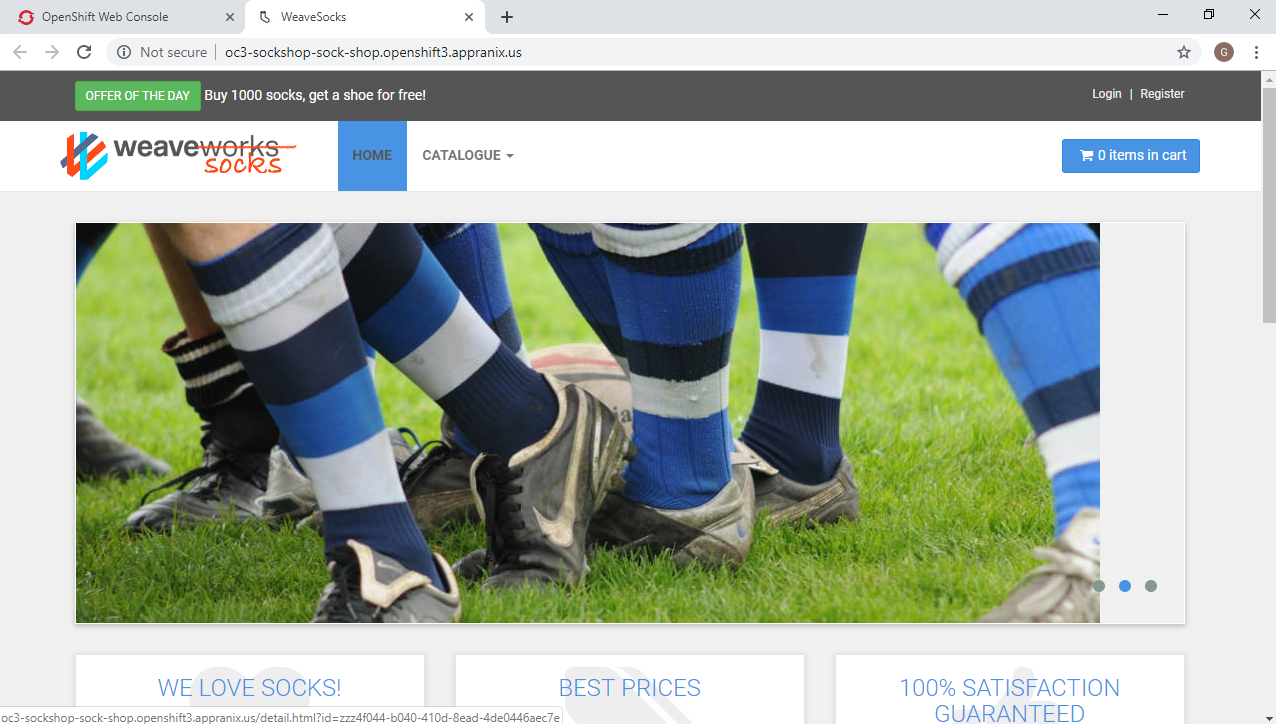 OpenShift Web Console
WeaveSocks
Not secure
oc3-sockshop-sock-shop.openshift3.appranix.us
G
OFFER OF THE DAY Buy 1000 socks, get a shoe for free!
Login | Register
weaveworks
socks
HOME
CATALOGUE
0 items in cart
WE LOVE SOCKS!
BEST PRICES
100% SATISFACTION
GUARANTEED
oc3-sockshop-sock-shop.openshift3.appranix.us/detail.html?id=zzz4f044-b040-410d-8ead-4de0446aec7e